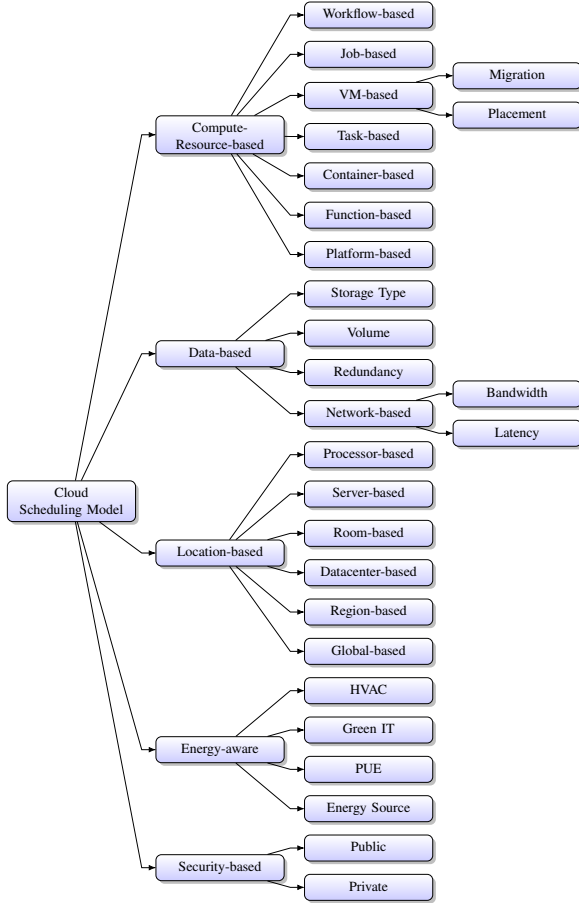 Workflow-based
Job-based
VM-based
Migration
Placement
Compute-
Resource-based
Task-based
Container-based
Function-based
Platform-based
Storage Type
Volume
Data-based
Redundancy
Network-based
Bandwidth
Latency
Processor-based
Cloud
Scheduling Model
Server-based
Room-based
Location-based
Datacenter-based
Region-based
Global-based
HVAC
Green IT
Energy-aware
PUE
Energy Source
Public
Security-based
Private